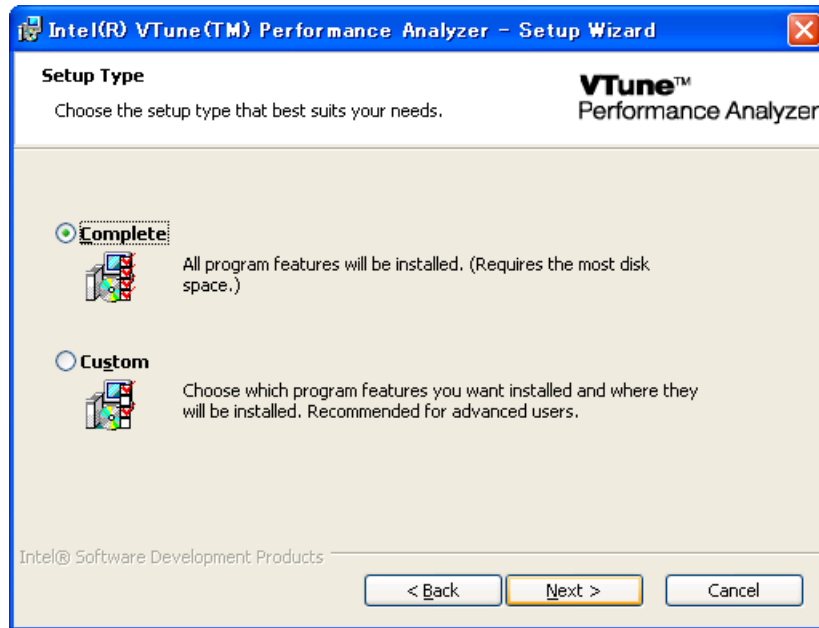 Intel(R) VTune(TM) Performance Analyzer - Setup Wizard
Setup Type
Choose the setup type that best suits your needs.
VTune™
Performance Analyzer
Complete
All program features will be installed. (Requires the most disk
space.)
Custom
Choose which program features you want installed and where they
will be installed. Recommended for advanced users.
Intel® Software Development Products
< Back
Next >
Cancel